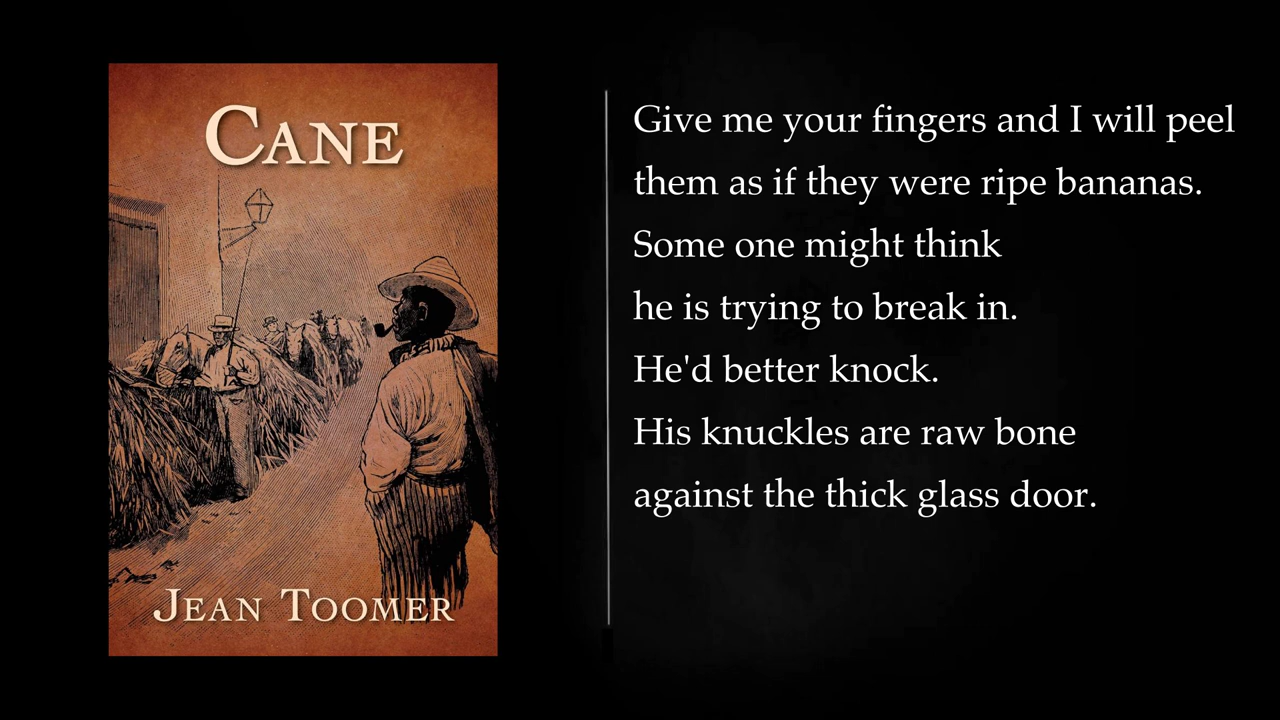 CANE
JEAN TOOMER
Give me your fingers and I will peel
them as if they were ripe bananas.
Some one might think
he is trying to break in.
He'd better knock.
His knuckles are raw bone
against the thick glass door.